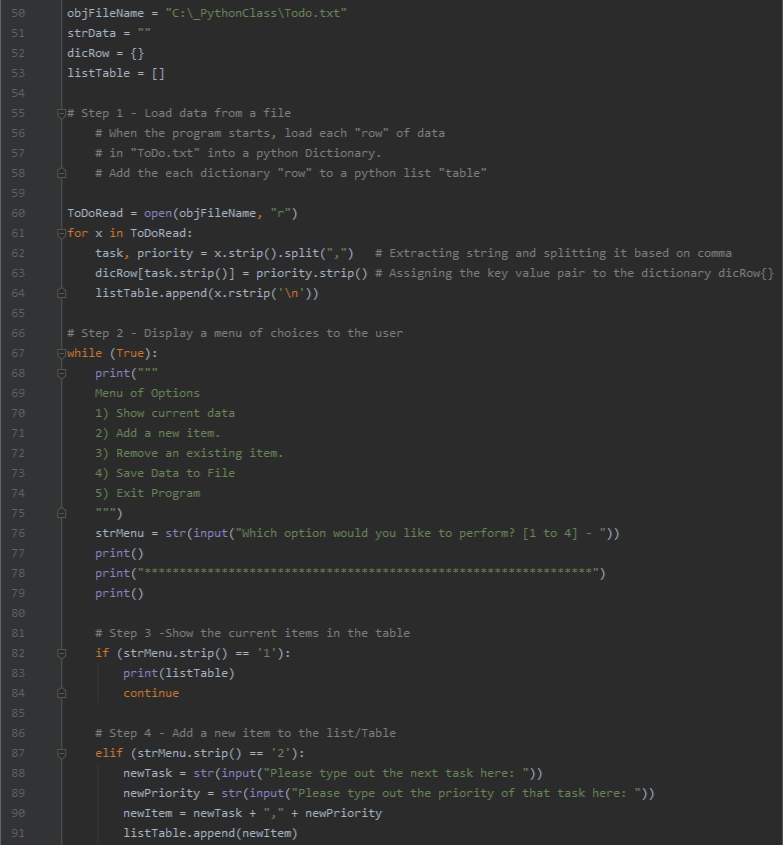 50 objFileName = "C:\_PythonClass\Todo.txt"
51 strData = ""
52 dicRow = {}
53 listTable = []
54
55 # Step 1 - Load data from a file
56     # When the program starts, load each "row" of data
57     # in "ToDo.txt" into a python Dictionary.
58     # Add the each dictionary "row" to a python list "table"
59
60 ToDoRead = open(objFileName, "r")
61 for x in ToDoRead:
62     task, priority = x.strip().split(",")   # Extracting string and splitting it based on comma
63     dicRow[task.strip()] = priority.strip() # Assigning the key value pair to the dictionary dicRow{}
64     listTable.append(x.rstrip('\n'))
65
66 # Step 2 - Display a menu of choices to the user
67 while (True):
68     print("""
69     Menu of Options
70     1) Show current data
71     2) Add a new item.
72     3) Remove an existing item.
73     4) Save Data to File
74     5) Exit Program
75     """)
76     strMenu = str(input("Which option would you like to perform? [1 to 4] - "))
77     print()
78     print("****************************************************************")
79     print()
80
81     # Step 3 -Show the current items in the table
82     if (strMenu.strip() == '1'):
83         print(listTable)
84         continue
85
86     # Step 4 - Add a new item to the list/Table
87     elif (strMenu.strip() == '2'):
88         newTask = str(input("Please type out the next task here: "))
89         newPriority = str(input("Please type out the priority of that task here: "))
90         newItem = newTask + "," + newPriority
91         listTable.append(newItem)